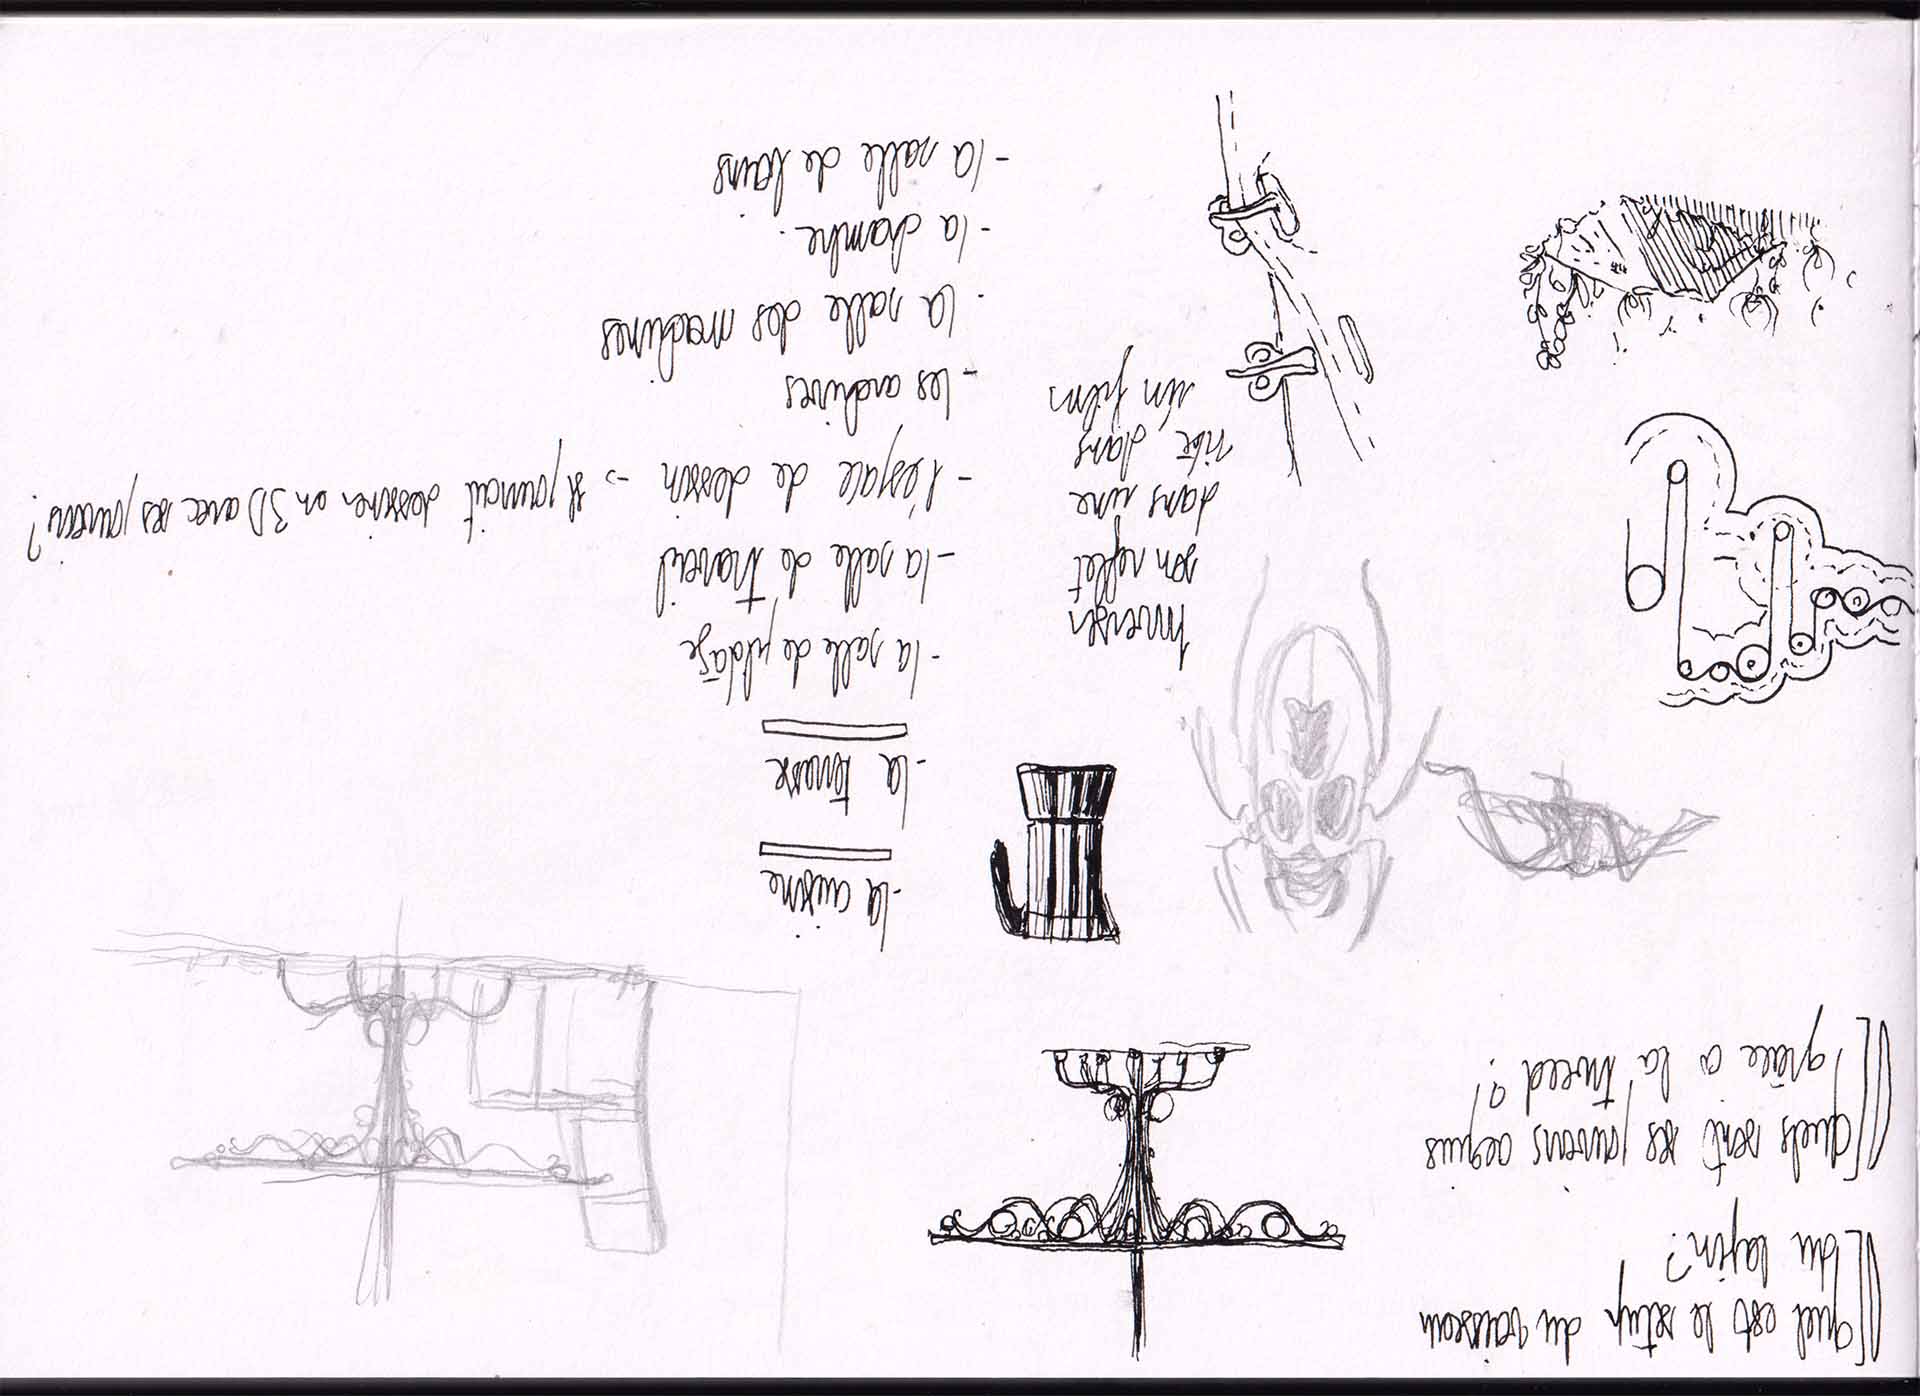 quel est le setup du vaisseau
du lapin?
quels sont ses pouvoirs acquis
grâce à la tweed?
- la cuisine
- la terrasse
- la salle de pilotage
- la salle de travail
- l'espace de dessin → il pourrait dessiner en 3D avec ses pouvoirs?
- les archives
- la salle des machines
- la chambre.
- la salle de bains
Inverser
son reflet
dans une
vitre dans
un film